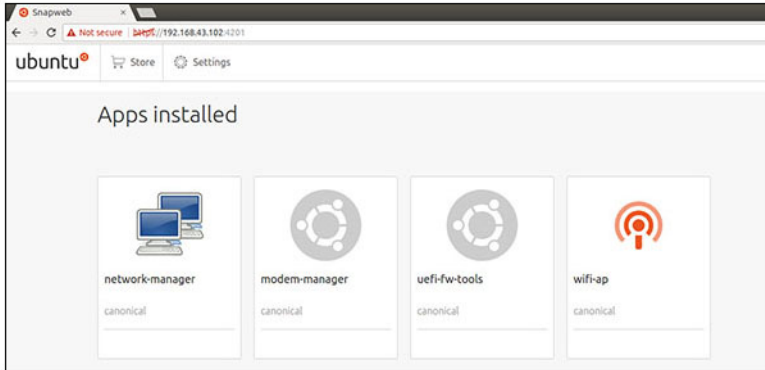 Snapweb ×
Not secure | https://192.168.43.102:4201
ubuntu Store Settings
Apps installed
network-manager modem-manager uefi-fw-tools wifi-ap
canonical canonical canonical canonical